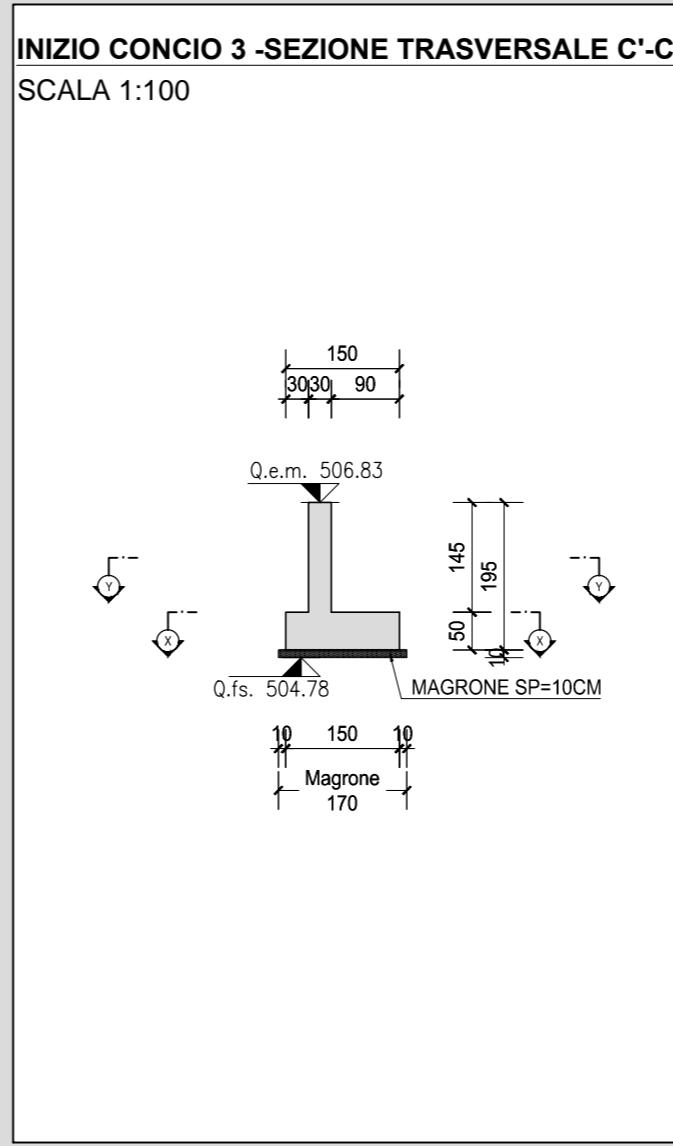 INIZIO CONCIO 3 -SEZIONE TRASVERSALE C'-C
SCALA 1:100
150
30 30 90
Q.e.m. 506.83
145
195
50
10
Y
Y
X
X
Q.fs. 504.78
MAGRONE SP=10CM
10 150 10
Magrone
170